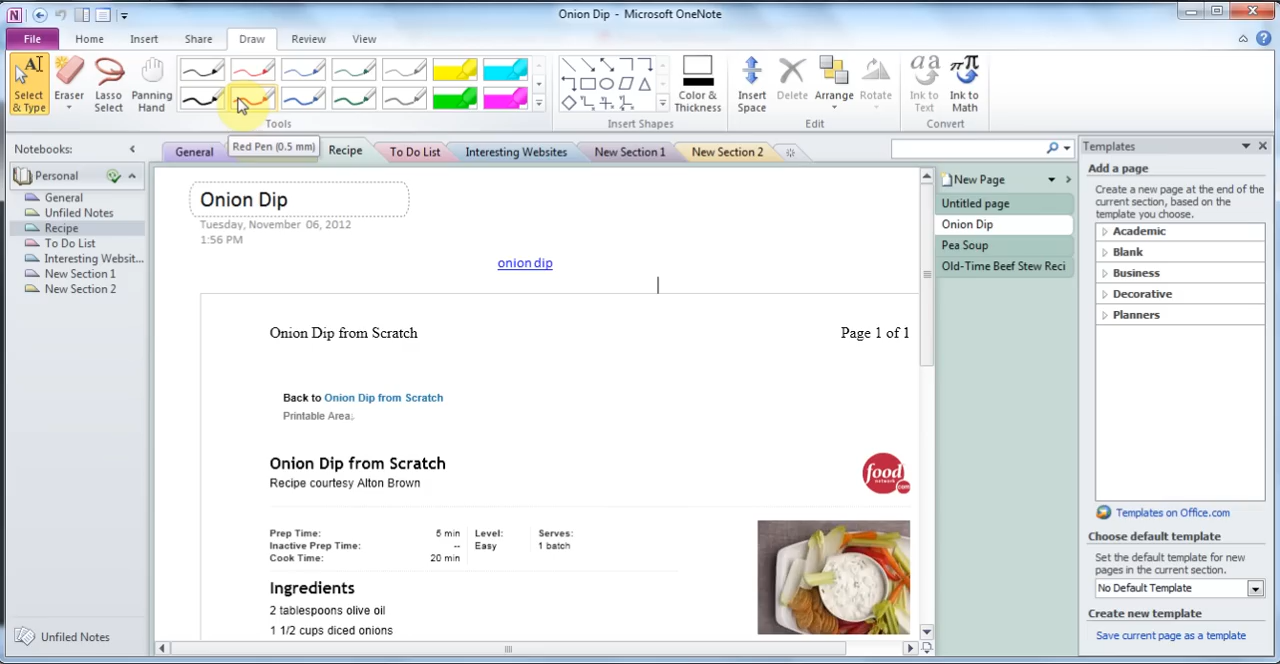 Onion Dip - Microsoft OneNote
File Home Insert Share Draw Review View
Select & Type
Eraser
Lasso Select
Panning Hand
Color & Thickness
Insert Space
Delete
Arrange
Rotate
Ink to Text
Ink to Math
Tools
Insert Shapes
Edit
Convert
Red Pen (0.5 mm)
Notebooks:
General Recipe To Do List Interesting Websites New Section 1 New Section 2
Personal
General
Unfiled Notes
Recipe
To Do List
Interesting Websit...
New Section 1
New Section 2
Unfiled Notes
Onion Dip
Tuesday, November 06, 2012
1:56 PM
onion dip
Onion Dip from Scratch Page 1 of 1
Back to Onion Dip from Scratch
Printable Area↓
Onion Dip from Scratch
Recipe courtesy Alton Brown
food
network
.com
Prep Time: 5 min Level: Serves:
Inactive Prep Time: -- Easy 1 batch
Cook Time: 20 min
Ingredients
2 tablespoons olive oil
1 1/2 cups diced onions
New Page
Untitled page
Onion Dip
Pea Soup
Old-Time Beef Stew Reci
Templates
Add a page
Create a new page at the end of the
current section, based on the
template you choose.
Academic
Blank
Business
Decorative
Planners
Templates on Office.com
Choose default template
Set the default template for new
pages in the current section.
No Default Template
Create new template
Save current page as a template